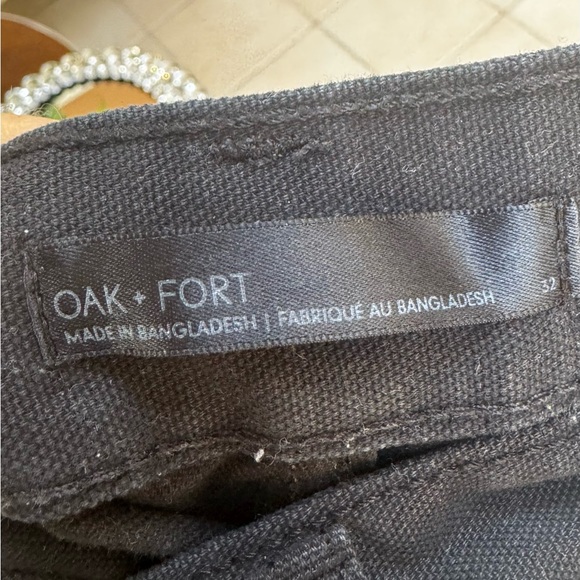 OAK + FORT
MADE IN BANGLADESH | FABRIQUÉ AU BANGLADESH
32